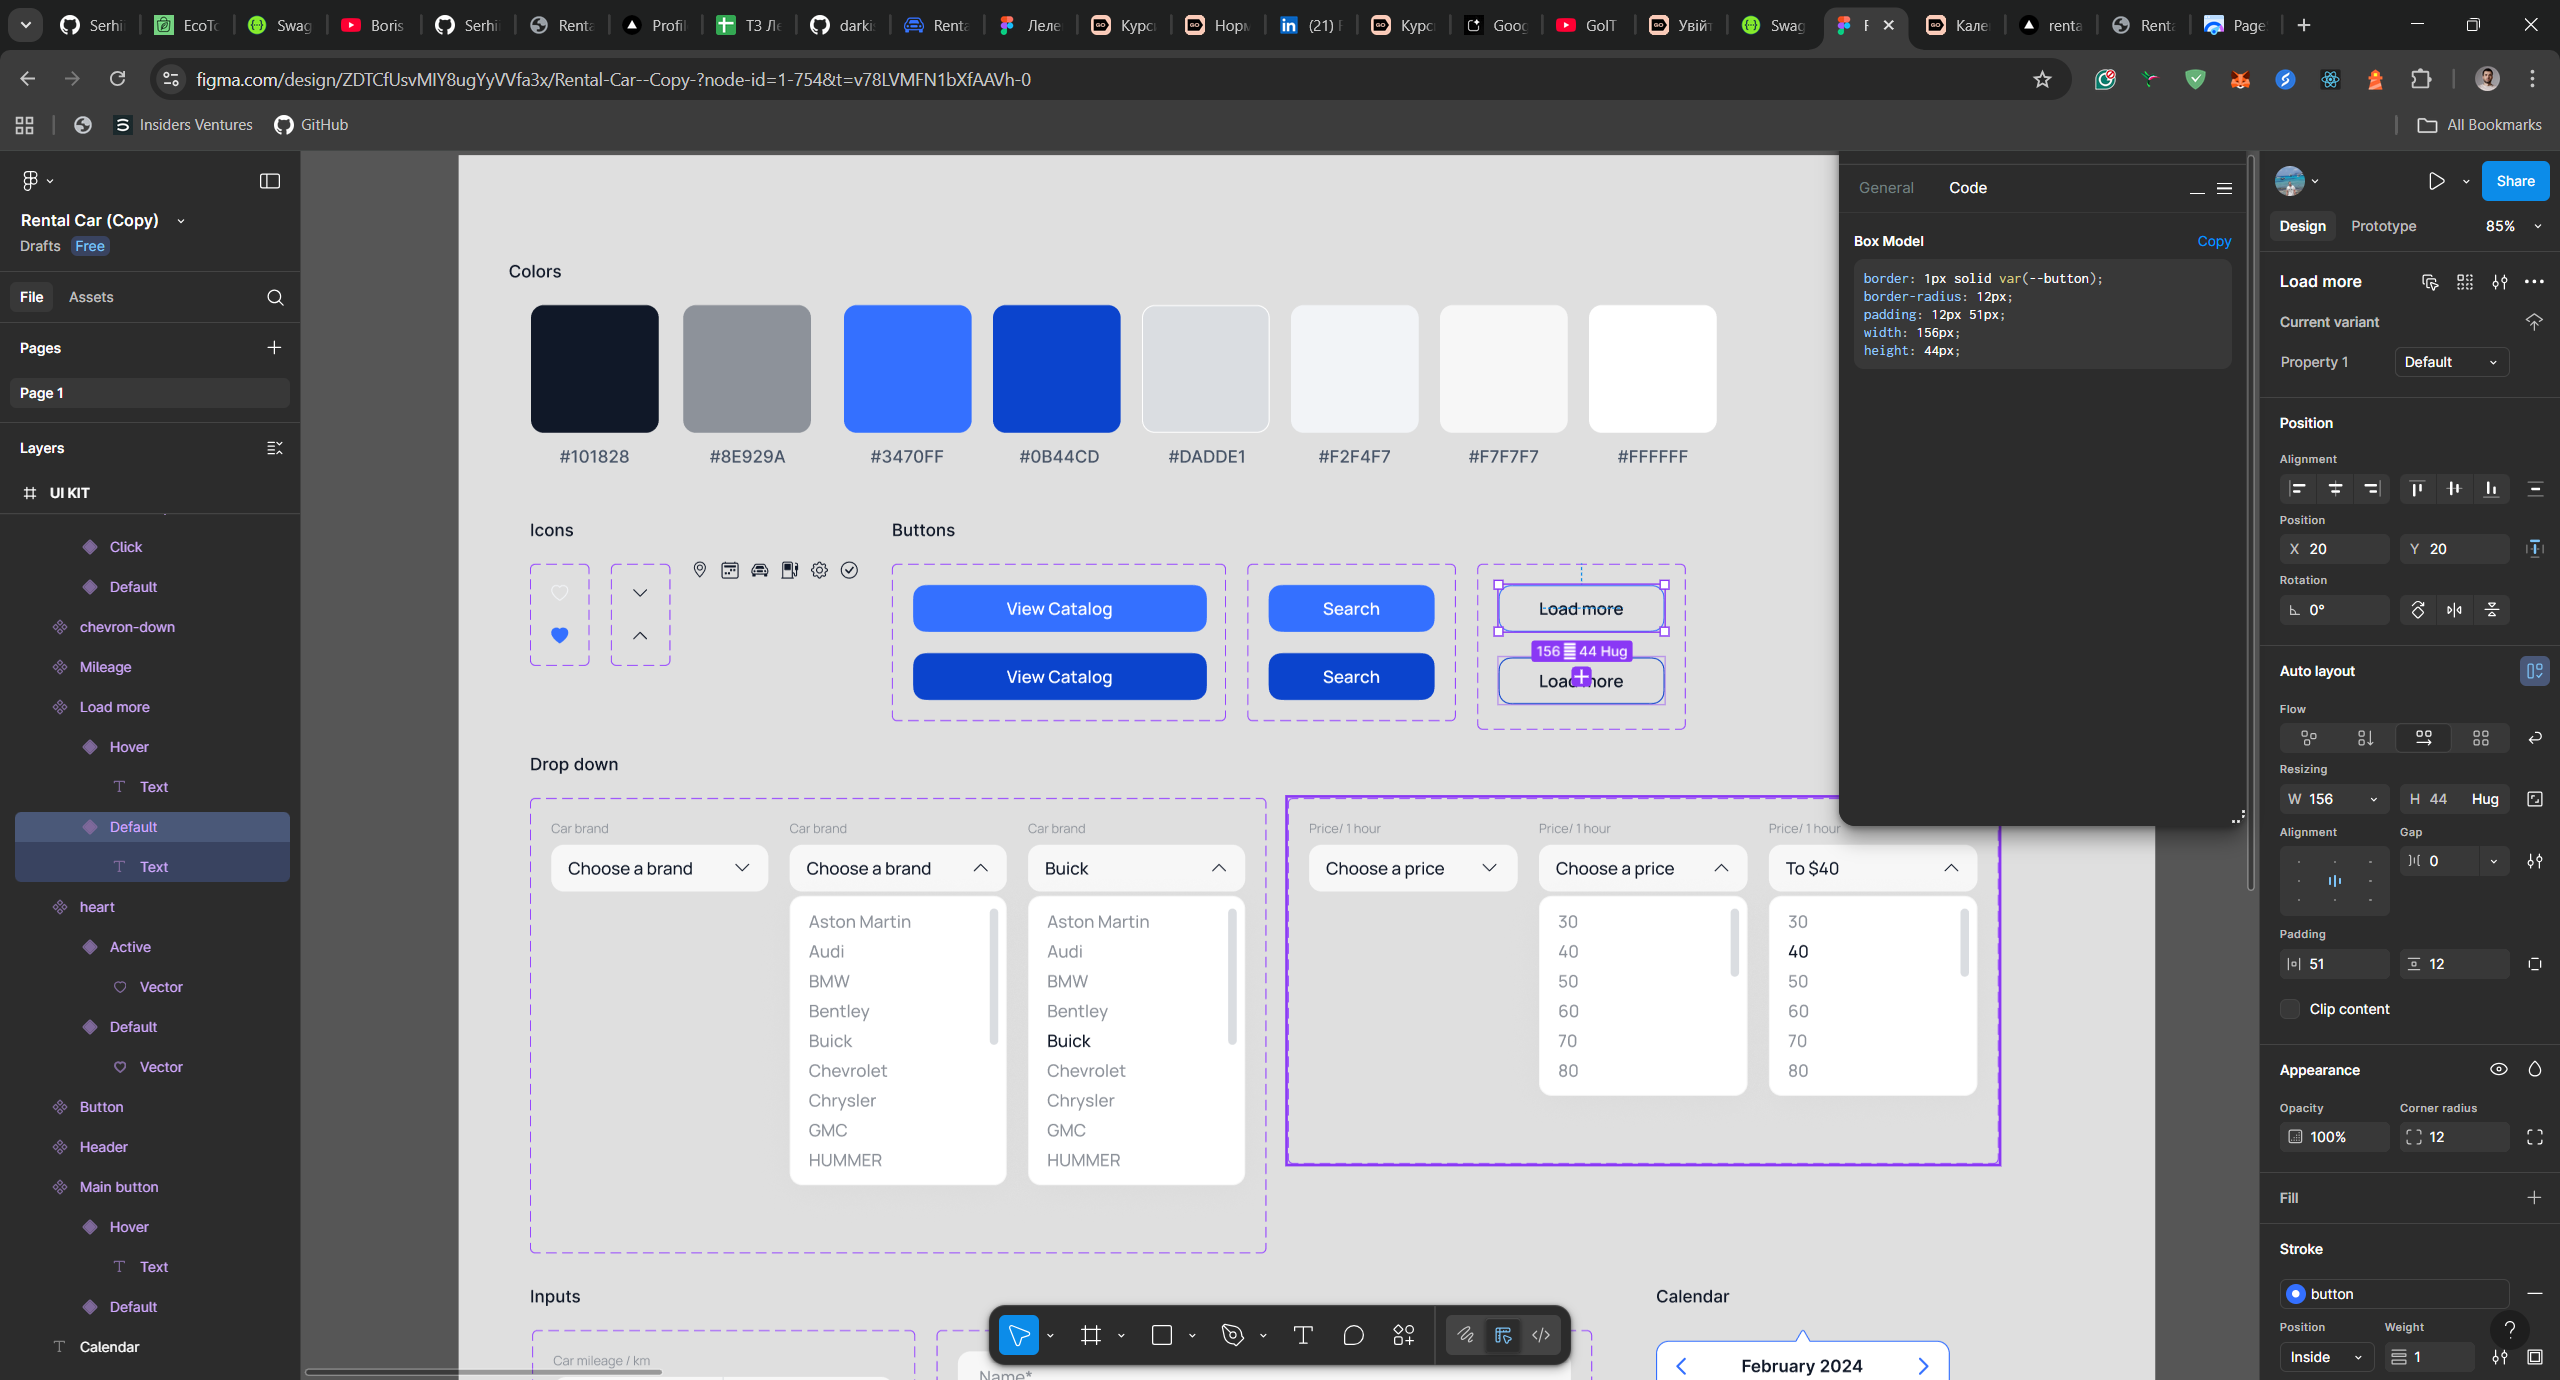 Serhi
EcoTo
Swag
Boris
Serhi
Renta
Profil
ТЗ Ле
darki
Renta
Леле
Курс
Норм
(21) F
Курс
Goog
GoIT
Увійт
Swag
F
Кале
renta
Renta
Page
figma.com/design/ZDTCfUsvMIY8ugYyVVfa3x/Rental-Car--Copy-?node-id=1-754&t=v78LVMFN1bXfAAVh-0
Insiders Ventures
GitHub
All Bookmarks
Rental Car (Copy)
Drafts Free
File Assets
Pages
Page 1
Layers
UI KIT
Click
Default
chevron-down
Mileage
Load more
Hover
Text
Default
Text
heart
Active
Vector
Default
Vector
Button
Header
Main button
Hover
Text
Default
Calendar
Colors
#101828 #8E929A #3470FF #0B44CD #DADDE1 #F2F4F7 #F7F7F7 #FFFFFF
Icons
Buttons
View Catalog Search Load more
156 44 Hug
View Catalog Search Load more
Drop down
Car brand Car brand Car brand
Choose a brand Choose a brand Buick
Aston Martin Aston Martin
Audi Audi
BMW BMW
Bentley Bentley
Buick Buick
Chevrolet Chevrolet
Chrysler Chrysler
GMC GMC
HUMMER HUMMER
Price/ 1 hour Price/ 1 hour Price/ 1 hour
Choose a price Choose a price To $40
30 30
40 40
50 50
60 60
70 70
80 80
Inputs
Car mileage / km
Name*
Calendar
February 2024
General Code
Box Model Copy
border: 1px solid var(--button);
border-radius: 12px;
padding: 12px 51px;
width: 156px;
height: 44px;
Share
Design Prototype 85%
Load more
Current variant
Property 1 Default
Position
Alignment
Position
X 20 Y 20
Rotation
0°
Auto layout
Flow
Resizing
W 156 H 44 Hug
Alignment Gap
0
Padding
51 12
Clip content
Appearance
Opacity Corner radius
100% 12
Fill
Stroke
button
Position Weight
Inside 1
?